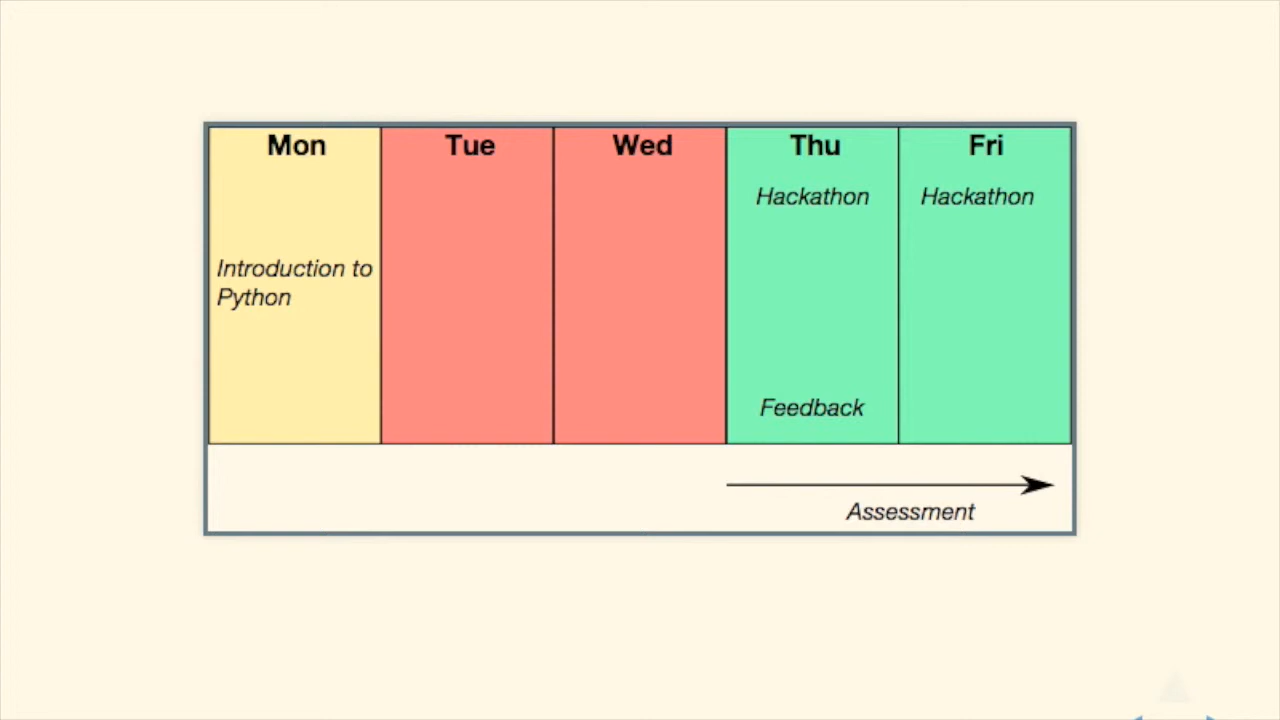 Mon Tue Wed Thu Fri
Hackathon Hackathon
Introduction to
Python
Feedback
Assessment